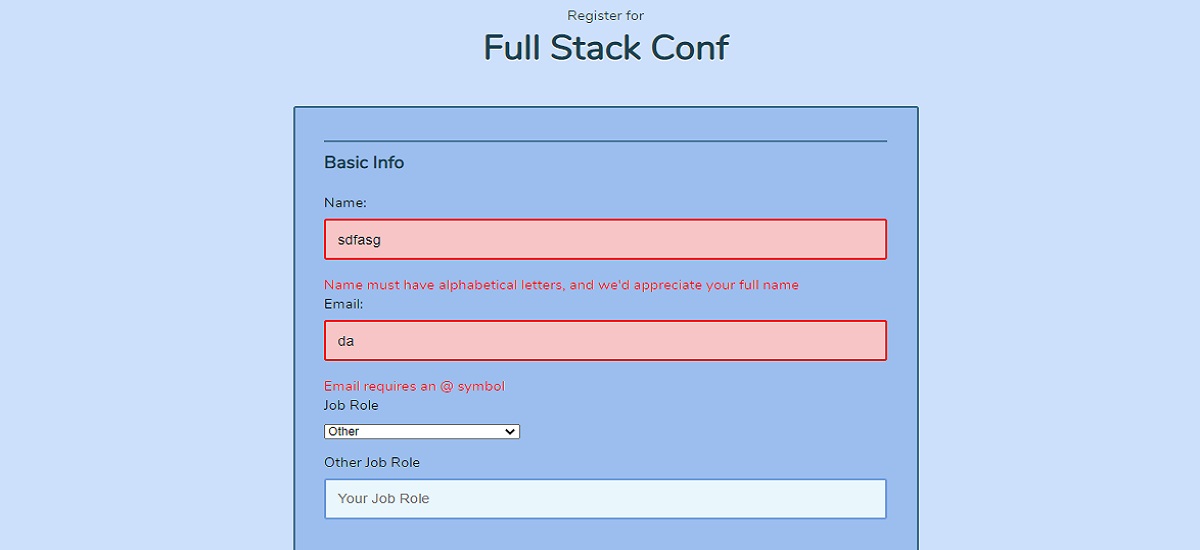 Register for
Full Stack Conf
Basic Info
Name:
sdfasg
Name must have alphabetical letters, and we'd appreciate your full name
Email:
da
Email requires an @ symbol
Job Role
Other
Other Job Role
Your Job Role